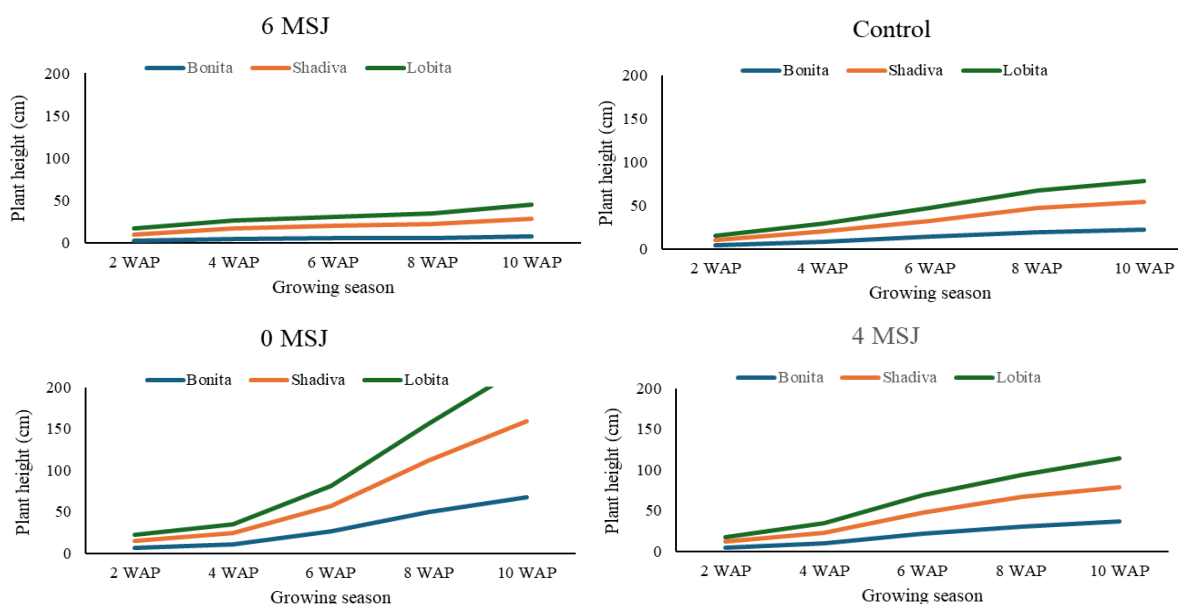 6 MSJ
Bonita Shadiva Lobita
Plant height (cm)
200
150
100
50
0
2 WAP 4 WAP 6 WAP 8 WAP 10 WAP
Growing season
Control
Bonita Shadiva Lobita
Plant height (cm)
200
150
100
50
0
2 WAP 4 WAP 6 WAP 8 WAP 10 WAP
Growing season
0 MSJ
Bonita Shadiva Lobita
Plant height (cm)
200
150
100
50
0
2 WAP 4 WAP 6 WAP 8 WAP 10 WAP
Growing season
4 MSJ
Bonita Shadiva Lobita
Plant height (cm)
200
150
100
50
0
2 WAP 4 WAP 6 WAP 8 WAP 10 WAP
Growing season